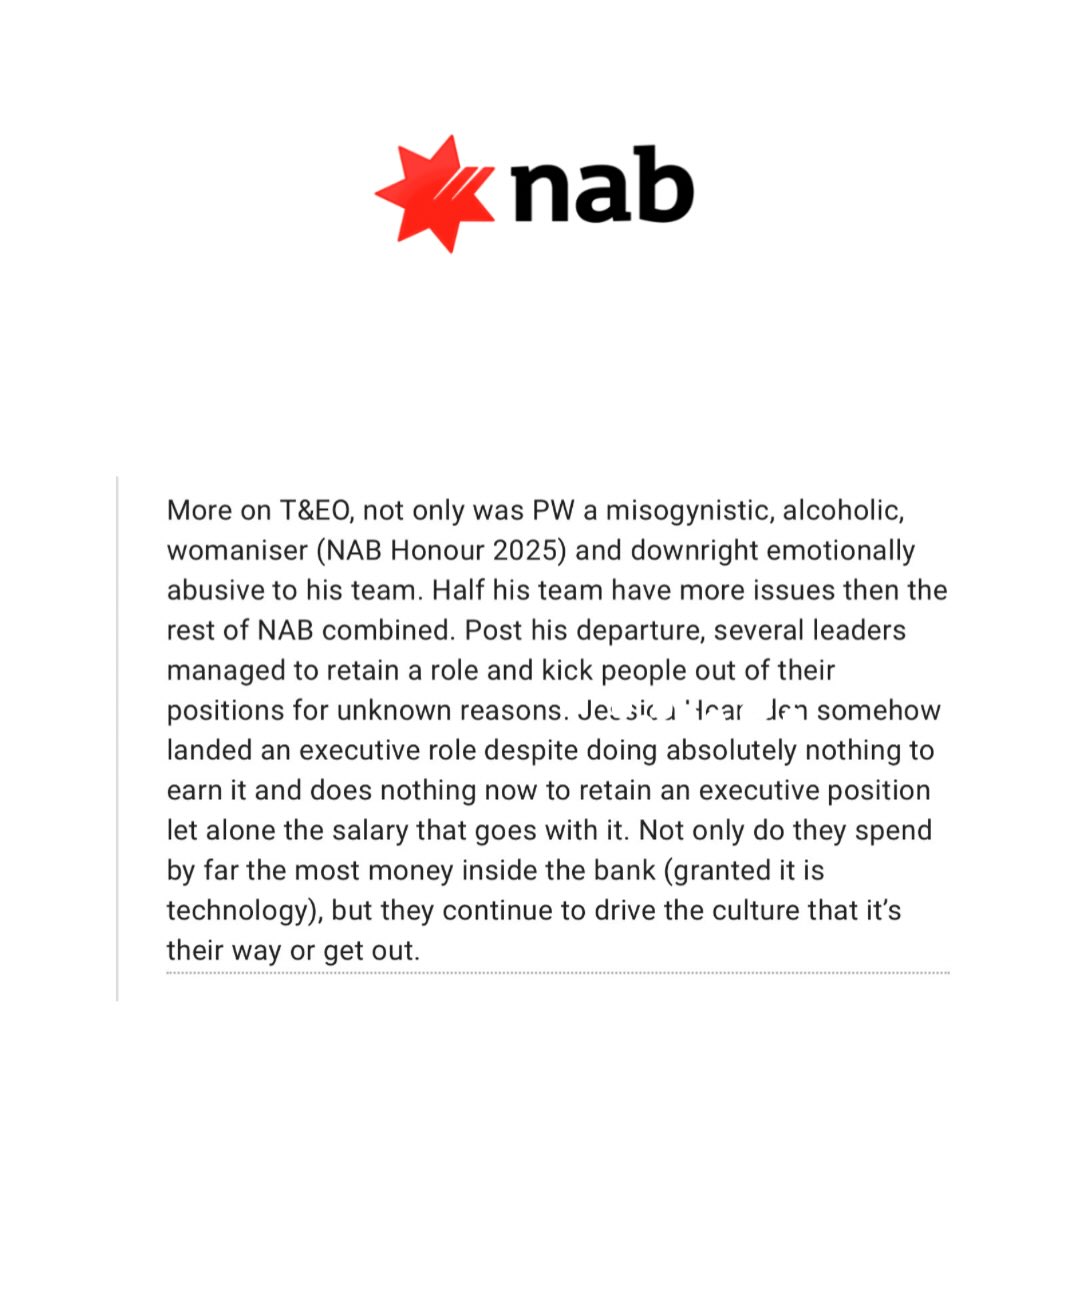 nab
More on T&EO, not only was PW a misogynistic, alcoholic,
womaniser (NAB Honour 2025) and downright emotionally
abusive to his team. Half his team have more issues then the
rest of NAB combined. Post his departure, several leaders
managed to retain a role and kick people out of their
positions for unknown reasons. somehow
landed an executive role despite doing absolutely nothing to
earn it and does nothing now to retain an executive position
let alone the salary that goes with it. Not only do they spend
by far the most money inside the bank (granted it is
technology), but they continue to drive the culture that it’s
their way or get out.